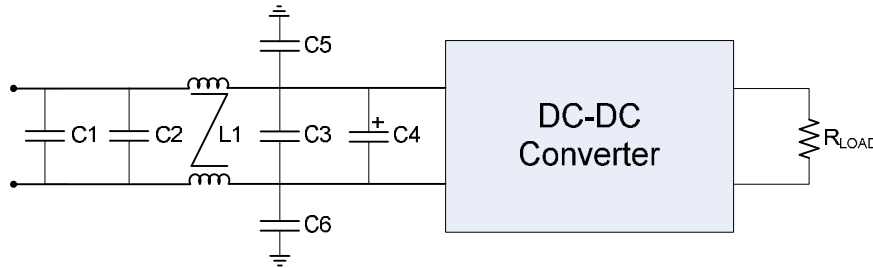 C5
C1
C2
L1
C3
+
C4
DC-DC
Converter
RLOAD
C6